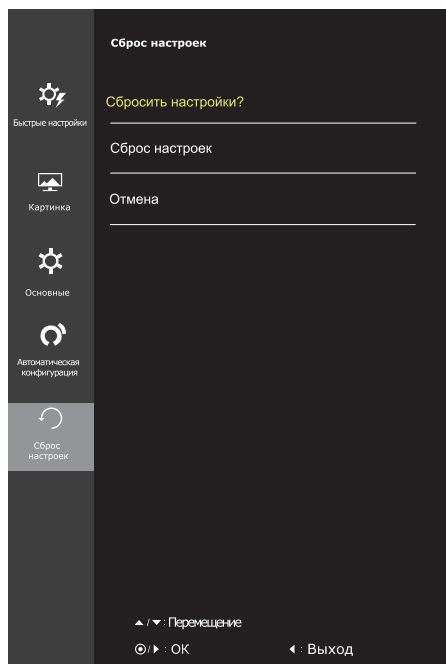 Сброс настроек
Быстрые настройки
Картинка
Основные
Автоматическая
конфигурация
Сброс
настроек
Сбросить настройки?
Сброс настроек
Отмена
▲ / ▼ : Перемещение
◉ / ▶ : OK
◀ : Выход